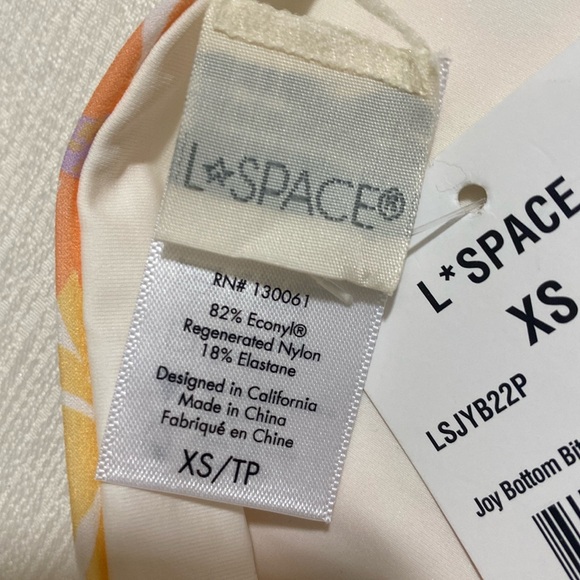 L☆SPACE®
RN# 130061
82% Econyl®
Regenerated Nylon
18% Elastane
Designed in California
Made in China
Fabriqué en Chine
XS/TP
L*SPACE
XS
LSJYB22P
Joy Bottom Bit